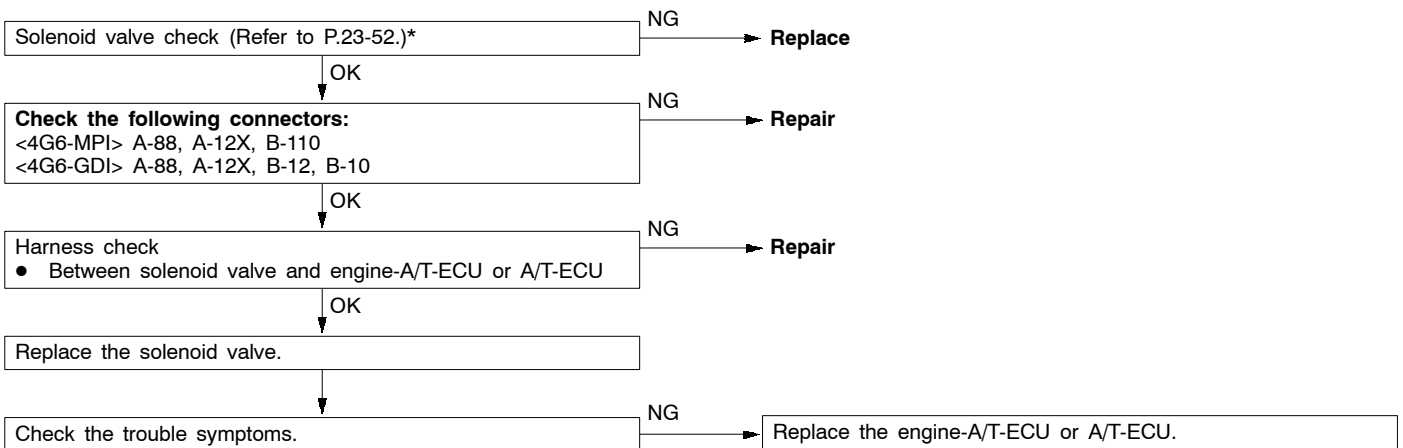 Solenoid valve check (Refer to P.23-52.)*
NG
Replace
OK
Check the following connectors:
<4G6-MPI> A-88, A-12X, B-110
<4G6-GDI> A-88, A-12X, B-12, B-10
NG
Repair
OK
Harness check
● Between solenoid valve and engine-A/T-ECU or A/T-ECU
NG
Repair
OK
Replace the solenoid valve.
Check the trouble symptoms.
NG
Replace the engine-A/T-ECU or A/T-ECU.